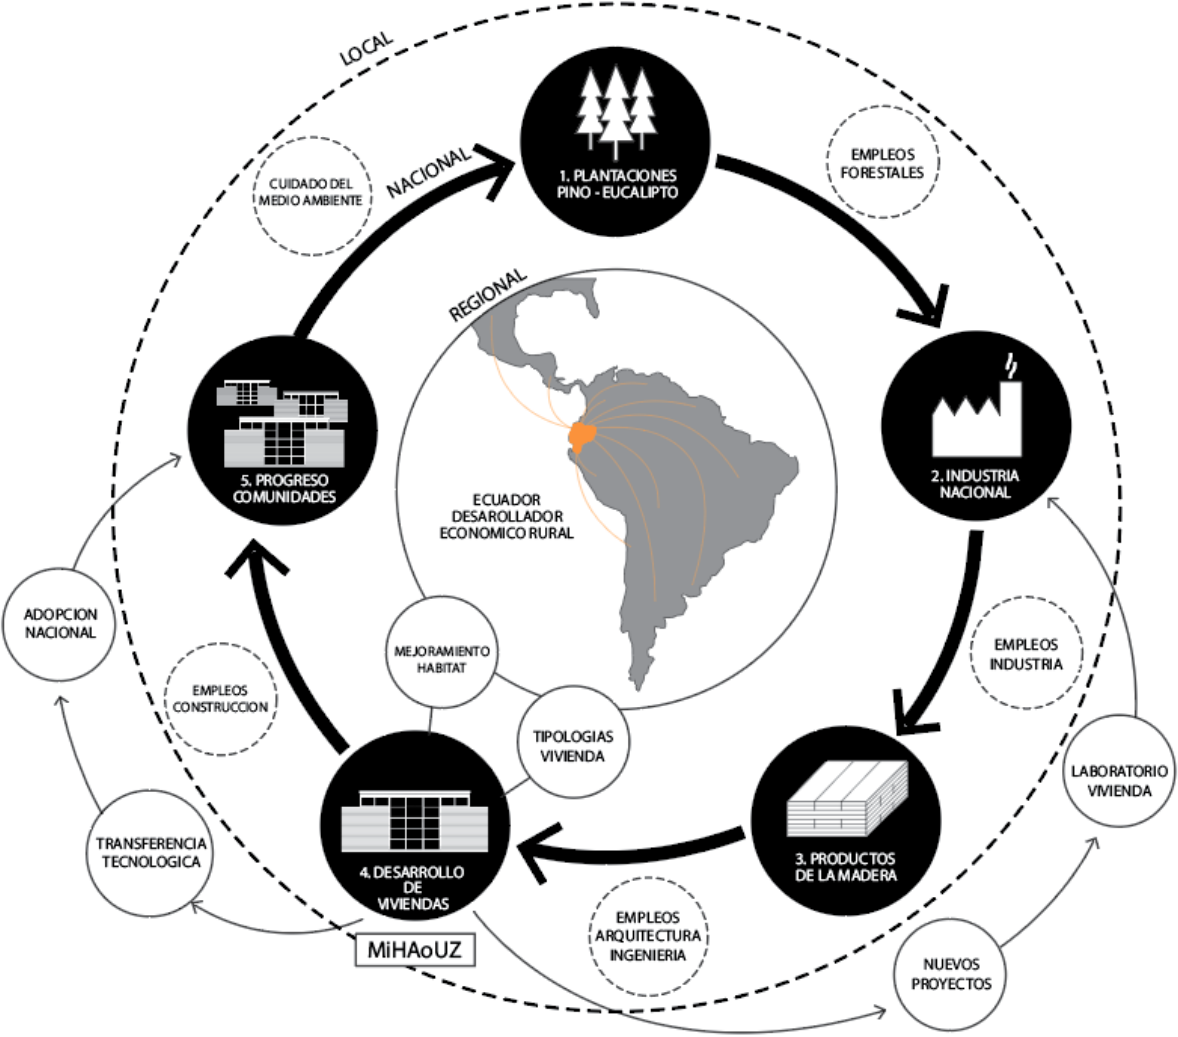 LOCAL
1. PLANTACIONES
PINO - EUCALIPTO
EMPLEOS
FORESTALES
CUIDADO DEL
MEDIO AMBIENTE
NACIONAL
REGIONAL
2. INDUSTRIA
NACIONAL
5. PROGRESO
COMUNIDADES
ECUADOR
DESAROLLADOR
ECONOMICO RURAL
ADOPCION
NACIONAL
MEJORAMIENTO
HABITAT
EMPLEOS
INDUSTRIA
EMPLEOS
CONSTRUCCION
TIPOLOGIAS
VIVIENDA
LABORATORIO
VIVIENDA
TRANSFERENCIA
TECNOLOGICA
4. DESARROLLO
DE
VIVIENDAS
3. PRODUCTOS
DE LA MADERA
MiHAoUZ
EMPLEOS
ARQUITECTURA
INGENIERIA
NUEVOS
PROYECTOS